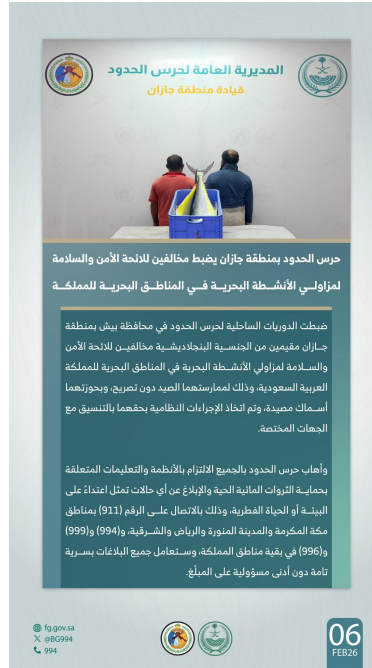 المديرية العامة لحرس الحدود
قيادة منطقة جازان
حرس الحدود بمنطقة جازان يضبط مخالفين للائحة الأمن والسلامة
لمزاولي الأنشطة البحرية في المناطق البحرية للمملكة
ضبطت الدوريات الساحلية لحرس الحدود في محافظة بيش بمنطقة
جازان مقيمين من الجنسية البنجلاديشية مخالفين للائحة الأمن
والسلامة لمزاولي الأنشطة البحرية في المناطق البحرية للمملكة
العربية السعودية، وذلك لممارستهما الصيد دون تصريح، وبحوزتهما
أسماك مصيدة، وتم اتخاذ الإجراءات النظامية بحقهما بالتنسيق مع
الجهات المختصة.
وأهاب حرس الحدود بالجميع الالتزام بالأنظمة والتعليمات المتعلقة
بحماية الثروات المائية الحية والإبلاغ عن أي حالات تمثل اعتداءً على
البيئة أو الحياة الفطرية، وذلك بالاتصال على الرقم (911) بمناطق
مكة المكرمة والمدينة المنورة والرياض والشرقية، و(994) و(999)
و(996) في بقية مناطق المملكة، وستعامل جميع البلاغات بسرية
تامة دون أدنى مسؤولية على المبلّغ.
fg.gov.sa
@BG994
994
06
FEB26